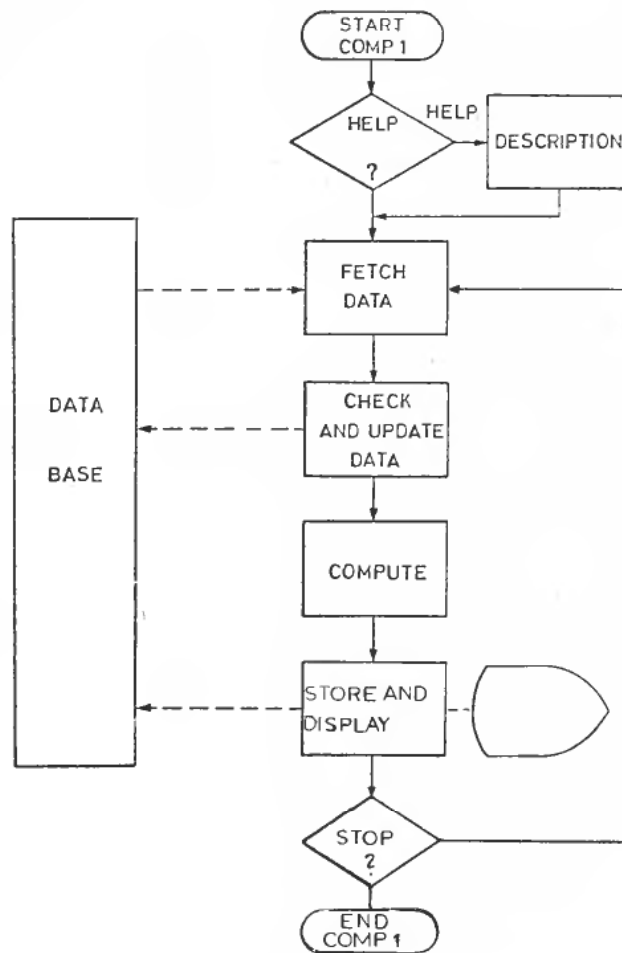 START
COMP 1
HELP
?
HELP
DESCRIPTION
FETCH
DATA
DATA
BASE
CHECK
AND UPDATE
DATA
COMPUTE
STORE AND
DISPLAY
STOP
?
END
COMP 1